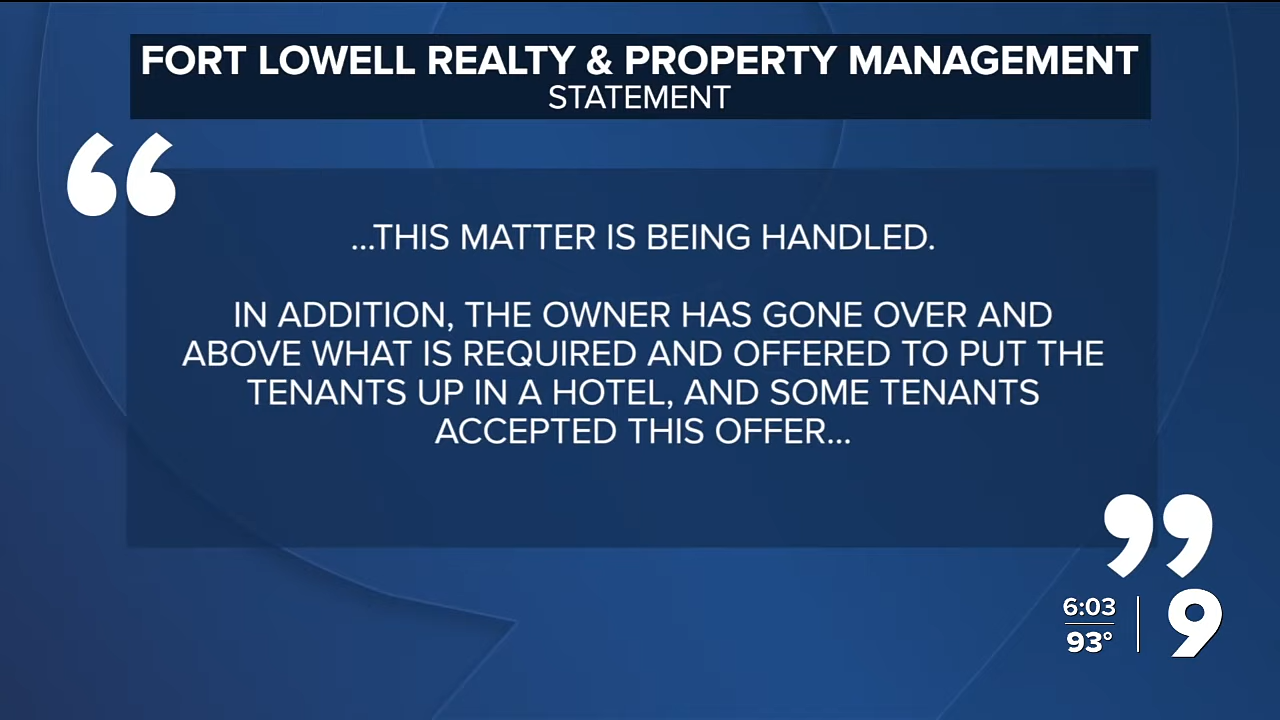 FORT LOWELL REALTY & PROPERTY MANAGEMENT
STATEMENT
“
...THIS MATTER IS BEING HANDLED.
IN ADDITION, THE OWNER HAS GONE OVER AND
ABOVE WHAT IS REQUIRED AND OFFERED TO PUT THE
TENANTS UP IN A HOTEL, AND SOME TENANTS
ACCEPTED THIS OFFER...
”
6:03
93°
9